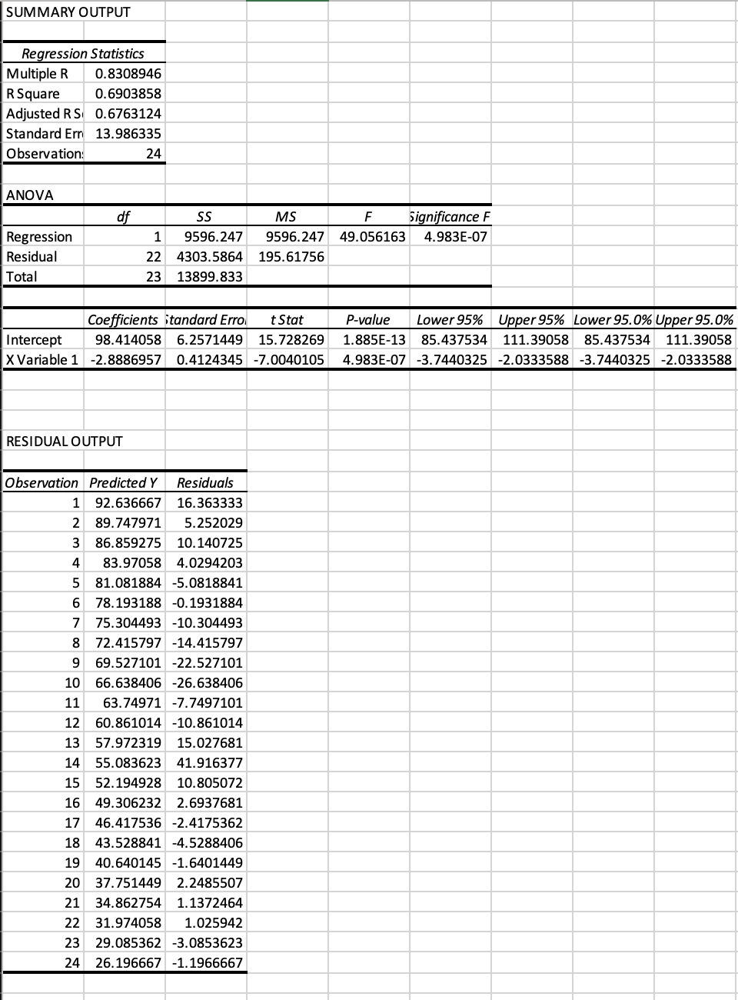 SUMMARY OUTPUT
Regression Statistics
Multiple R 0.8308946
R Square 0.6903858
Adjusted R S 0.6763124
Standard Err 13.986335
Observations 24
ANOVA
df SS MS F Significance F
Regression 1 9596.247 9596.247 49.056163 4.983E-07
Residual 22 4303.5864 195.61756
Total 23 13899.833
Coefficients Standard Error t Stat P-value Lower 95% Upper 95% Lower 95.0% Upper 95.0%
Intercept 98.414058 6.2571449 15.728269 1.885E-13 85.437534 111.39058 85.437534 111.39058
X Variable 1 -2.8886957 0.4124345 -7.0040105 4.983E-07 -3.7440325 -2.0333588 -3.7440325 -2.0333588
RESIDUAL OUTPUT
Observation Predicted Y Residuals
1 92.636667 16.363333
2 89.747971 5.252029
3 86.859275 10.140725
4 83.97058 4.0294203
5 81.081884 -5.0818841
6 78.193188 -0.1931884
7 75.304493 -10.304493
8 72.415797 -14.415797
9 69.527101 -22.527101
10 66.638406 -26.638406
11 63.74971 -7.7497101
12 60.861014 -10.861014
13 57.972319 15.027681
14 55.083623 41.916377
15 52.194928 10.805072
16 49.306232 2.6937681
17 46.417536 -2.4175362
18 43.528841 -4.5288406
19 40.640145 -1.6401449
20 37.751449 2.2485507
21 34.862754 1.1372464
22 31.974058 1.025942
23 29.085362 -3.0853623
24 26.196667 -1.1966667